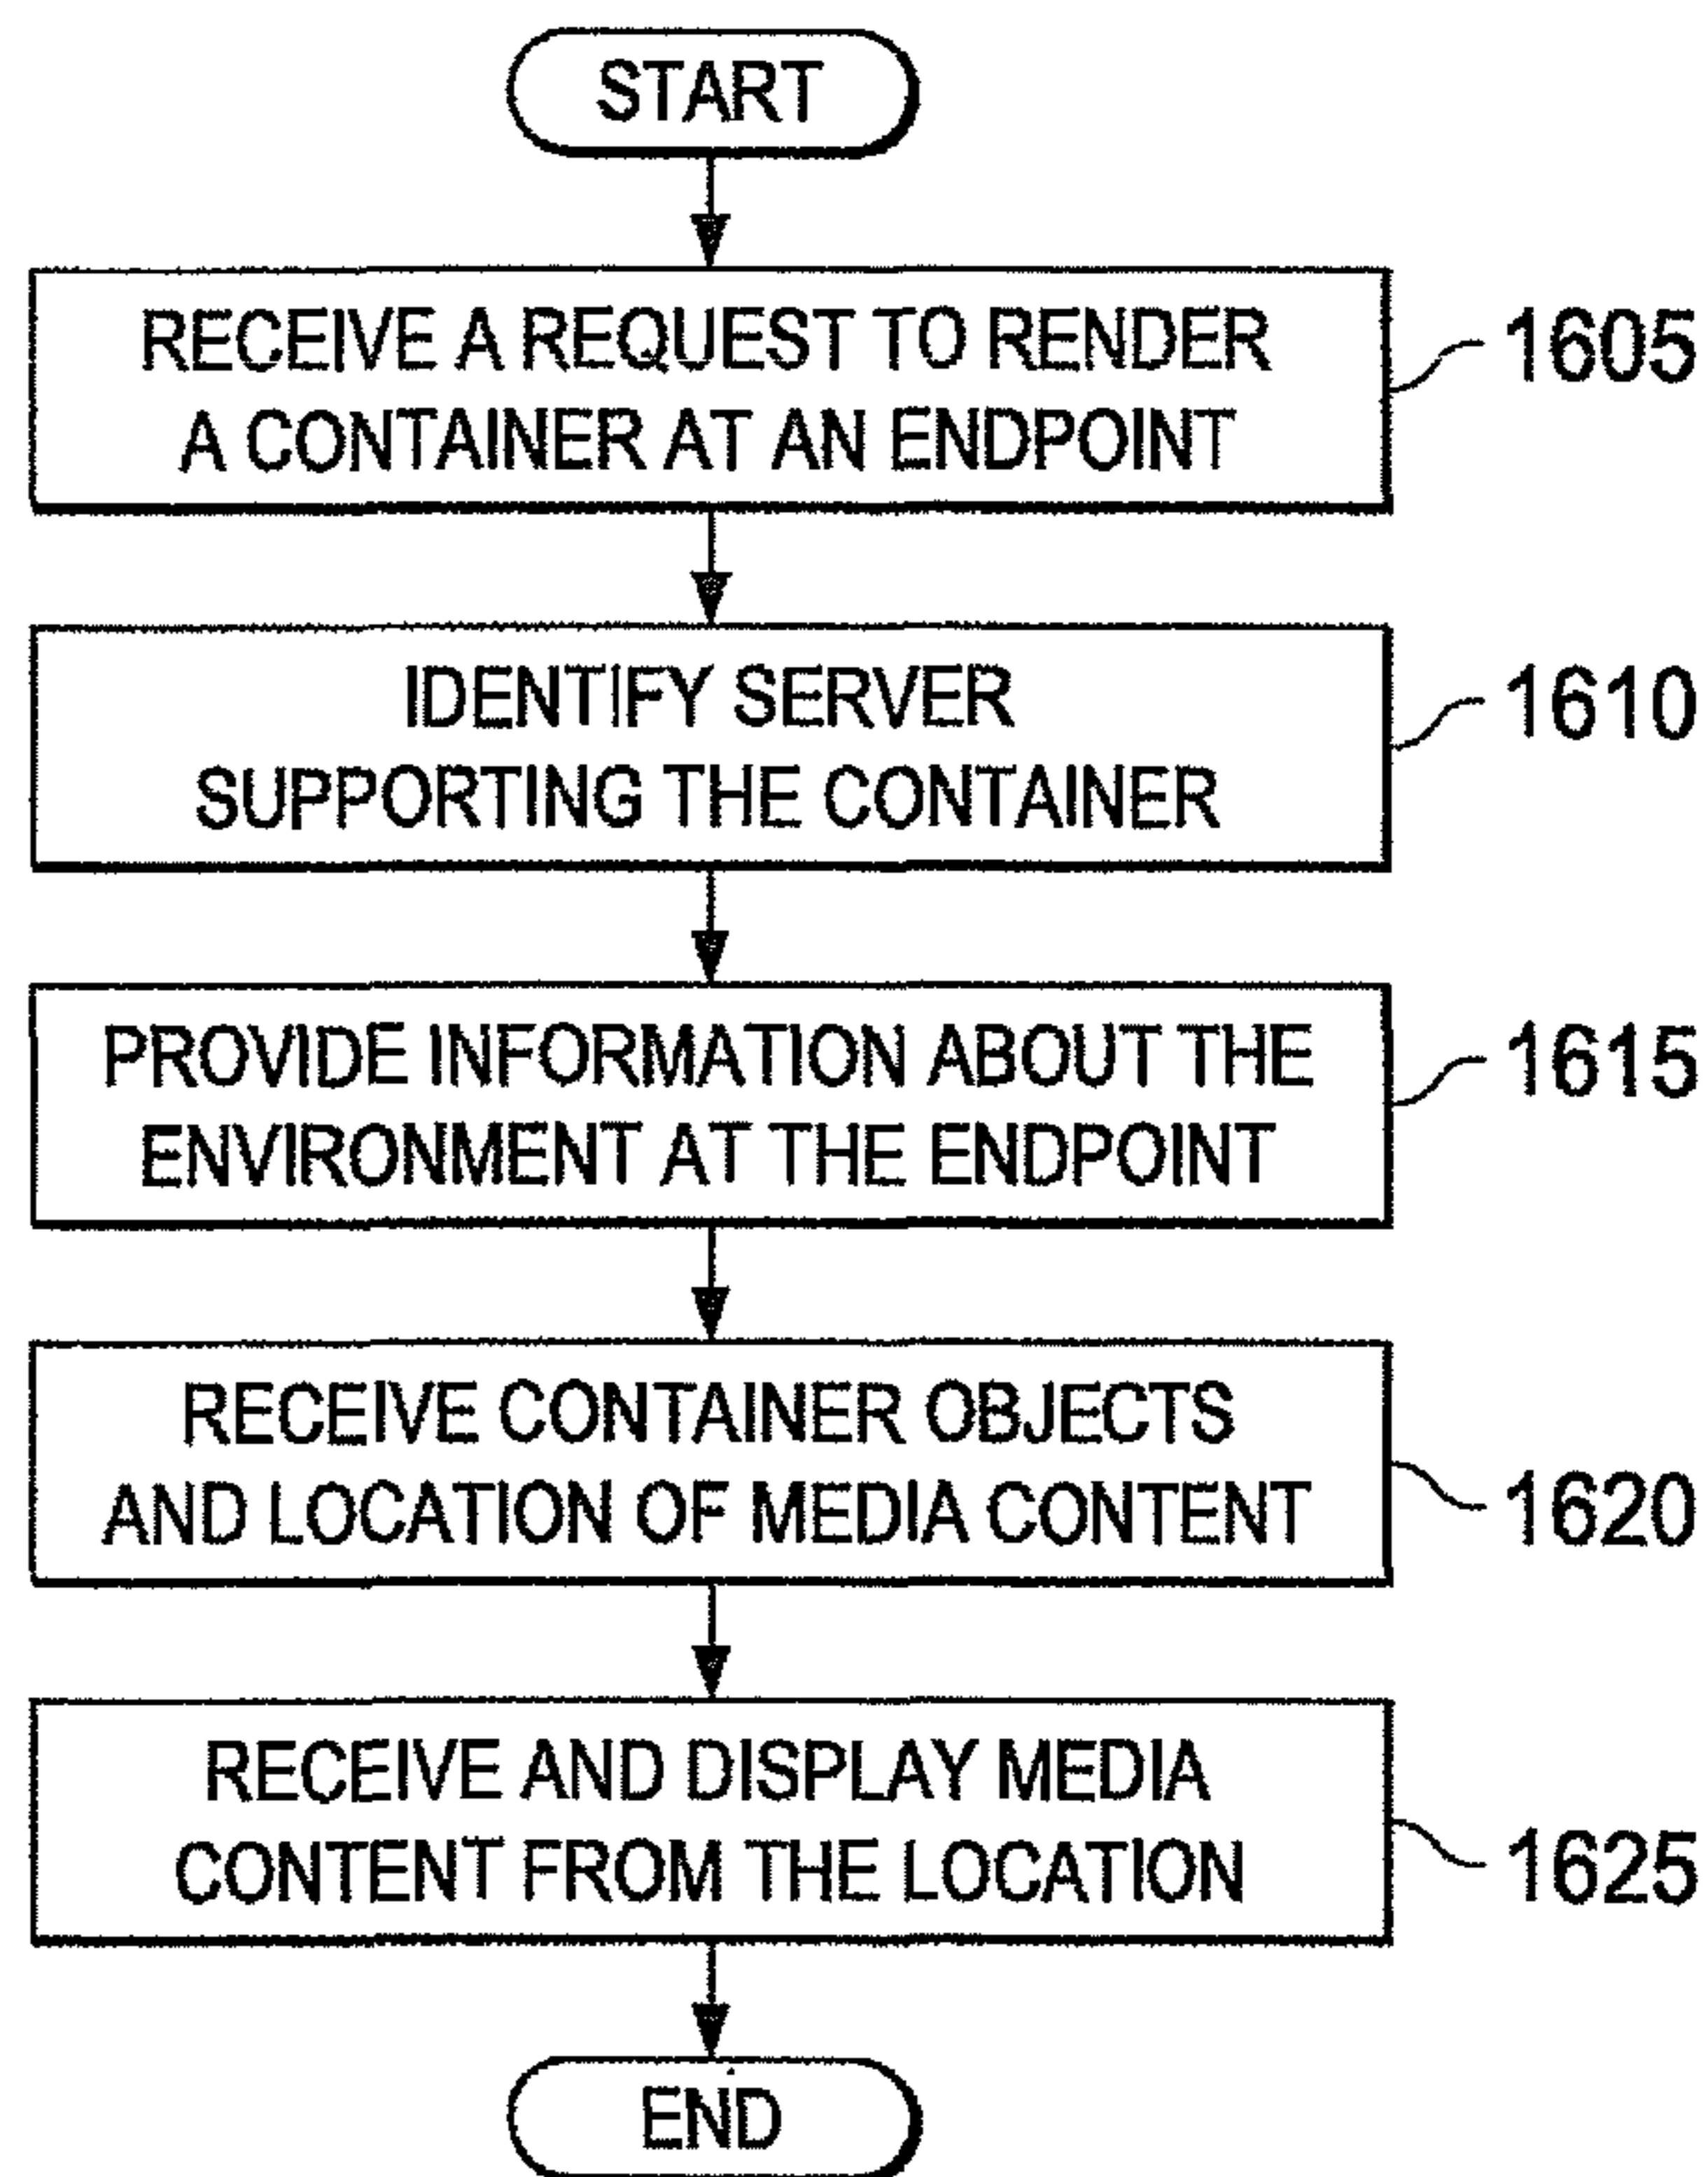 START
RECEIVE A REQUEST TO RENDER
A CONTAINER AT AN ENDPOINT
1605
IDENTIFY SERVER
SUPPORTING THE CONTAINER
1610
PROVIDE INFORMATION ABOUT THE
ENVIRONMENT AT THE ENDPOINT
1615
RECEIVE CONTAINER OBJECTS
AND LOCATION OF MEDIA CONTENT
1620
RECEIVE AND DISPLAY MEDIA
CONTENT FROM THE LOCATION
1625
END